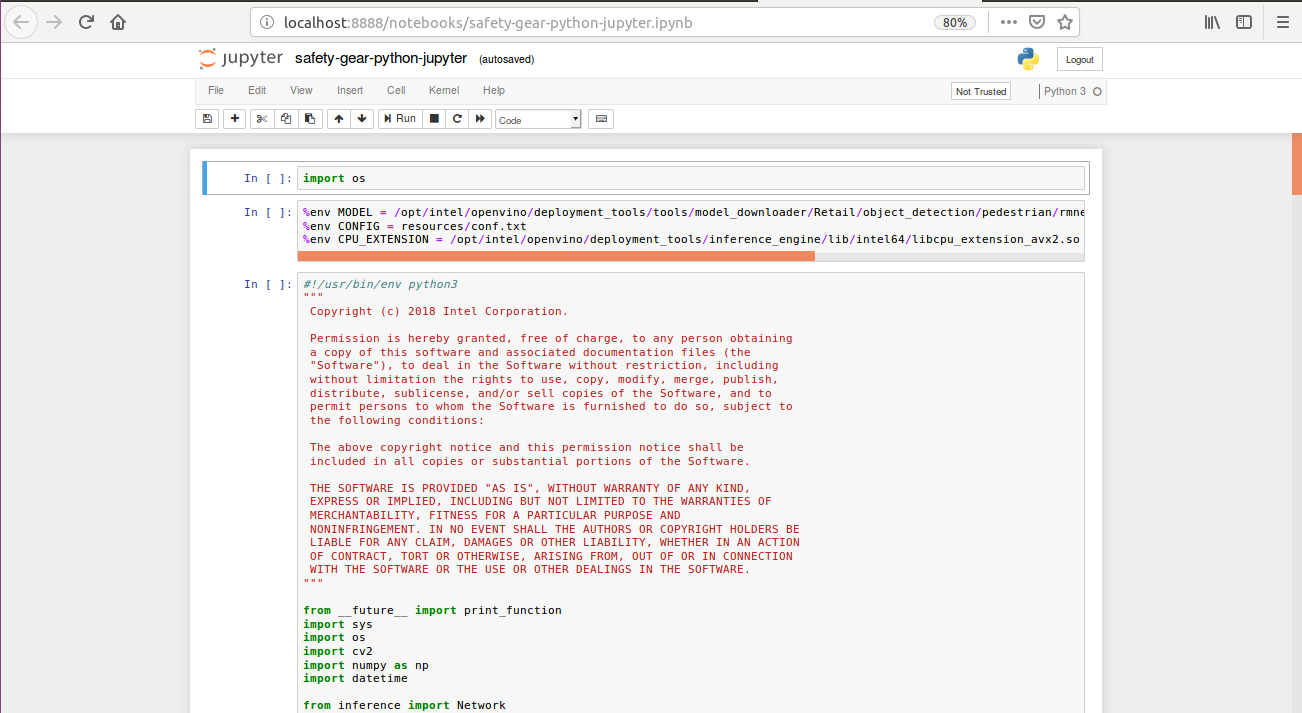 localhost:8888/notebooks/safety-gear-python-jupyter.ipynb 80%
jupyter safety-gear-python-jupyter (autosaved) Logout
File Edit View Insert Cell Kernel Help Not Trusted Python 3
Run Code
In [ ]: import os
In [ ]: %env MODEL = /opt/intel/openvino/deployment_tools/tools/model_downloader/Retail/object_detection/pedestrian/rmne
%env CONFIG = resources/conf.txt
%env CPU_EXTENSION = /opt/intel/openvino/deployment_tools/inference_engine/lib/intel64/libcpu_extension_avx2.so
In [ ]: #!/usr/bin/env python3
"""
Copyright (c) 2018 Intel Corporation.
Permission is hereby granted, free of charge, to any person obtaining
a copy of this software and associated documentation files (the
"Software"), to deal in the Software without restriction, including
without limitation the rights to use, copy, modify, merge, publish,
distribute, sublicense, and/or sell copies of the Software, and to
permit persons to whom the Software is furnished to do so, subject to
the following conditions:
The above copyright notice and this permission notice shall be
included in all copies or substantial portions of the Software.
THE SOFTWARE IS PROVIDED "AS IS", WITHOUT WARRANTY OF ANY KIND,
EXPRESS OR IMPLIED, INCLUDING BUT NOT LIMITED TO THE WARRANTIES OF
MERCHANTABILITY, FITNESS FOR A PARTICULAR PURPOSE AND
NONINFRINGEMENT. IN NO EVENT SHALL THE AUTHORS OR COPYRIGHT HOLDERS BE
LIABLE FOR ANY CLAIM, DAMAGES OR OTHER LIABILITY, WHETHER IN AN ACTION
OF CONTRACT, TORT OR OTHERWISE, ARISING FROM, OUT OF OR IN CONNECTION
WITH THE SOFTWARE OR THE USE OR OTHER DEALINGS IN THE SOFTWARE.
"""
from __future__ import print_function
import sys
import os
import cv2
import numpy as np
import datetime
from inference import Network